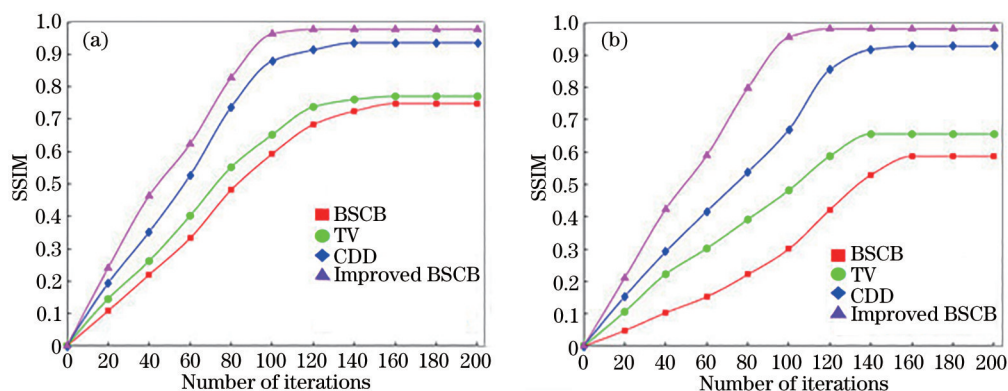 (a)
SSIM
1.0
0.9
0.8
0.7
0.6
0.5
0.4
0.3
0.2
0.1
0
0 20 40 60 80 100 120 140 160 180 200
Number of iterations
BSCB
TV
CDD
Improved BSCB
(b)
SSIM
1.0
0.9
0.8
0.7
0.6
0.5
0.4
0.3
0.2
0.1
0
0 20 40 60 80 100 120 140 160 180 200
Number of iterations
BSCB
TV
CDD
Improved BSCB